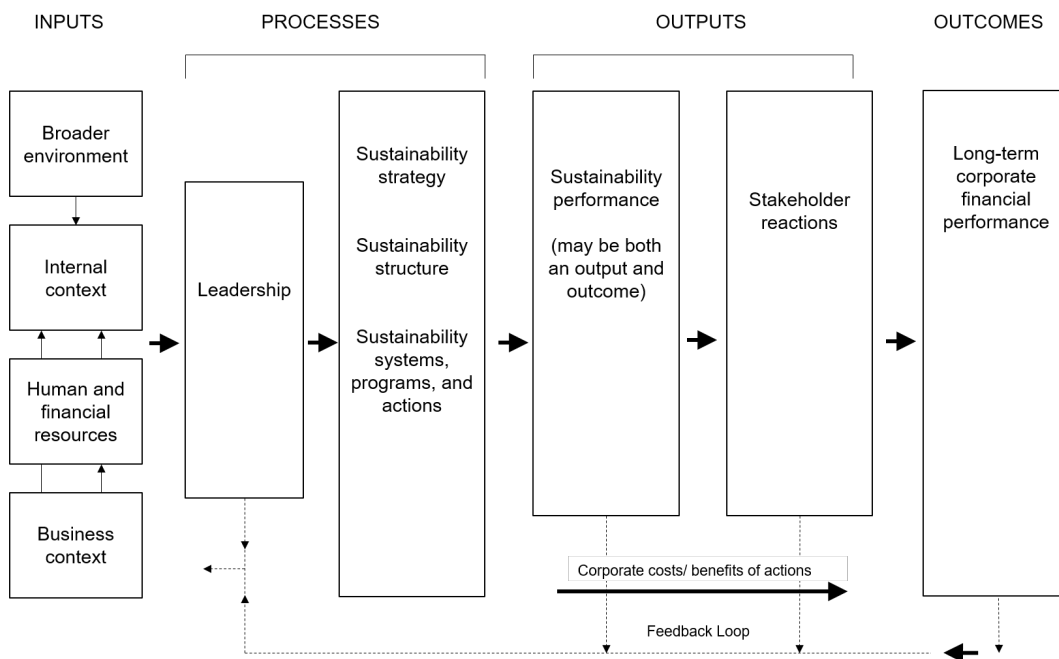 INPUTS
PROCESSES
OUTPUTS
OUTCOMES
Broader
environment
Internal
context
Human and
financial
resources
Business
context
Leadership
Sustainability
strategy
Sustainability
structure
Sustainability
systems,
programs, and
actions
Sustainability
performance
(may be both
an output and
outcome)
Stakeholder
reactions
Long-term
corporate
financial
performance
Corporate costs/ benefits of actions
Feedback Loop